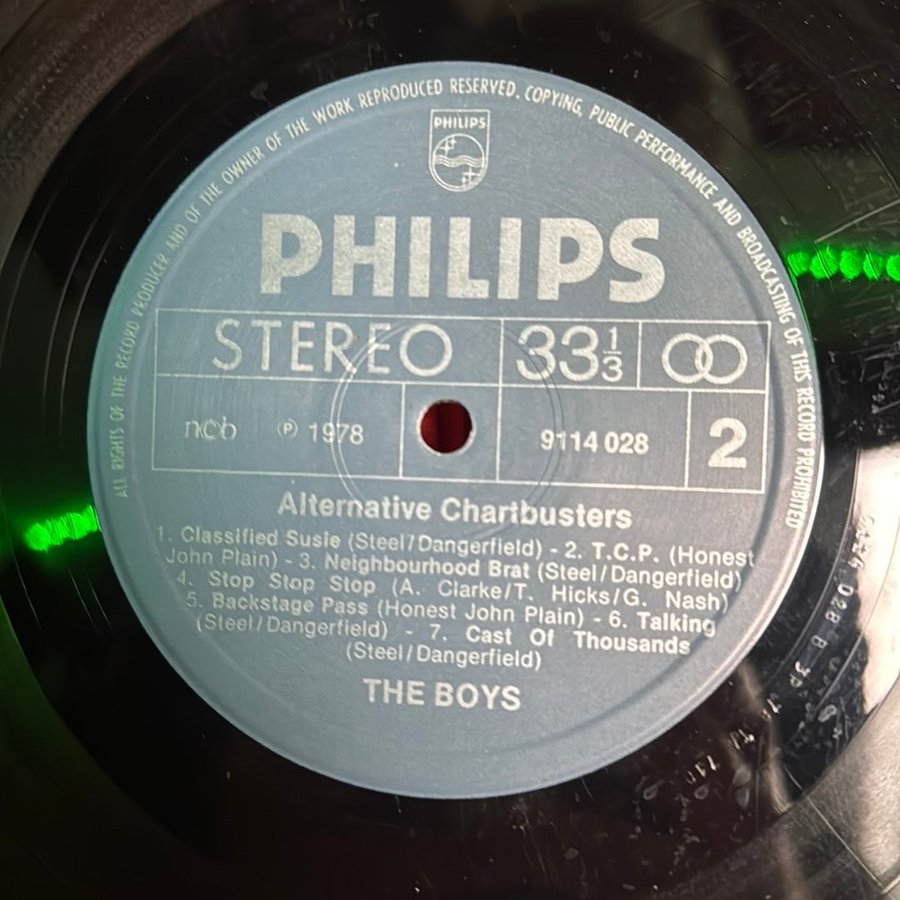 ALL RIGHTS OF THE RECORD PRODUCER AND OF THE OWNER OF THE WORK REPRODUCED RESERVED. COPYING, PUBLIC PERFORMANCE AND BROADCASTING OF THIS RECORD PROHIBITED
PHILIPS
PHILIPS
STEREO 33 1/3
ncb ℗ 1978 9114 028 2
Alternative Chartbusters
1. Classified Susie (Steel/Dangerfield) - 2. T.C.P. (Honest
John Plain) - 3. Neighbourhood Brat (Steel/Dangerfield)
4. Stop Stop Stop (A. Clarke/T. Hicks/G. Nash)
5. Backstage Pass (Honest John Plain) - 6. Talking
(Steel/Dangerfield) - 7. Cast Of Thousands
(Steel/Dangerfield)
THE BOYS